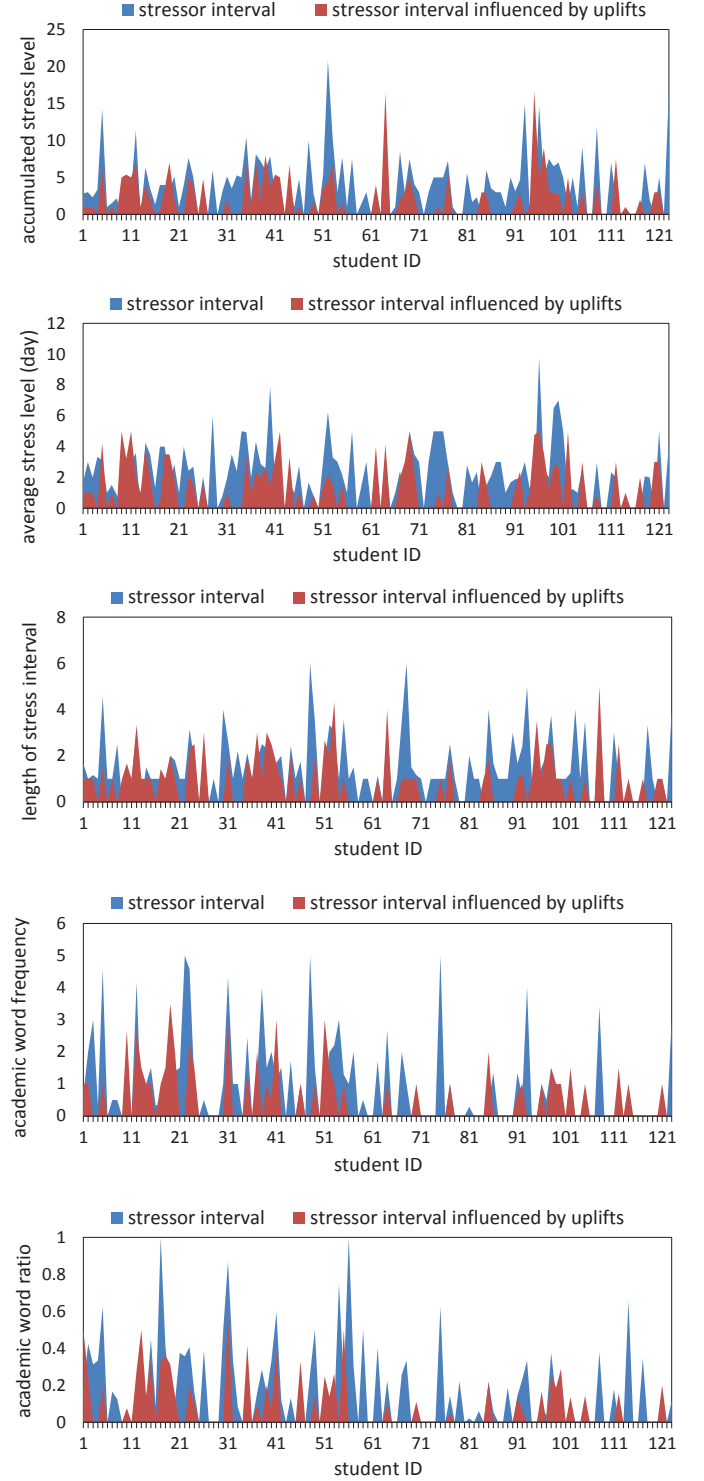 stressor interval stressor interval influenced by uplifts
accumulated stress level
25
20
15
10
5
0
1 11 21 31 41 51 61 71 81 91 101 111 121
student ID
stressor interval stressor interval influenced by uplifts
average stress level (day)
12
10
8
6
4
2
0
1 11 21 31 41 51 61 71 81 91 101 111 121
student ID
stressor interval stressor interval influenced by uplifts
length of stress interval
8
6
4
2
0
1 11 21 31 41 51 61 71 81 91 101 111 121
student ID
stressor interval stressor interval influenced by uplifts
academic word frequency
6
5
4
3
2
1
0
1 11 21 31 41 51 61 71 81 91 101 111 121
student ID
stressor interval stressor interval influenced by uplifts
academic word ratio
1
0.8
0.6
0.4
0.2
0
1 11 21 31 41 51 61 71 81 91 101 111 121
student ID